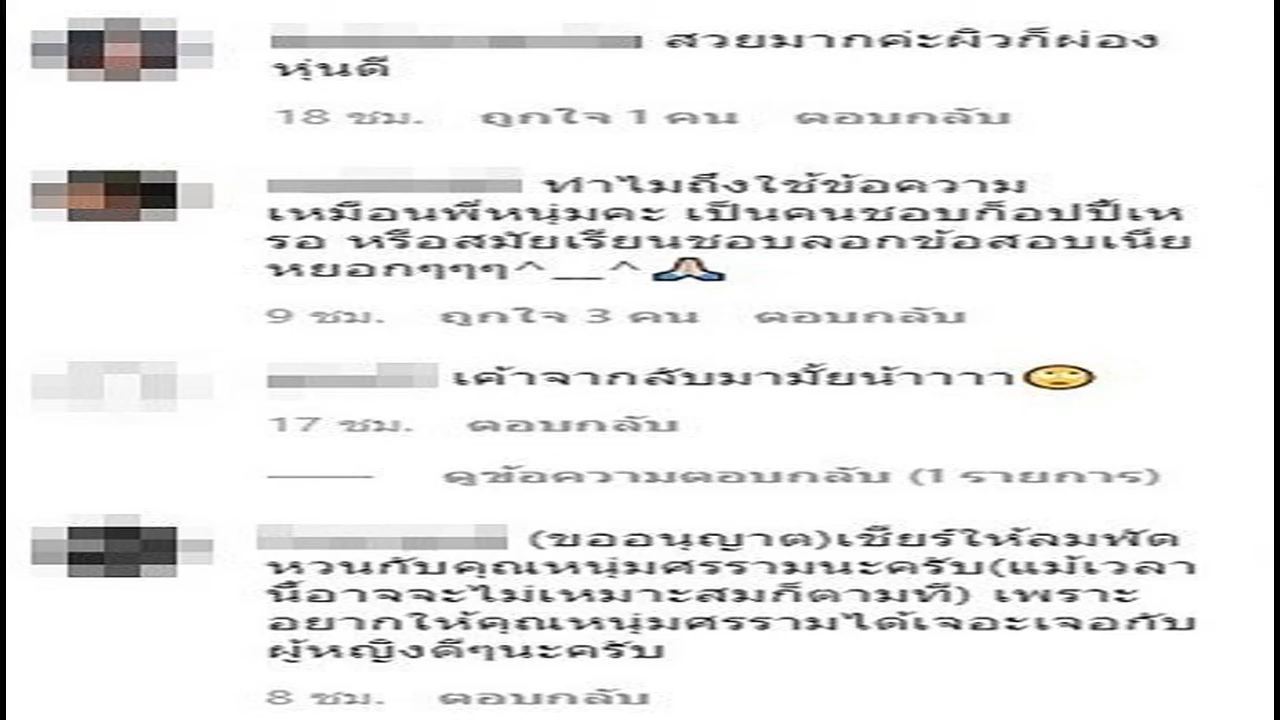 สวยมากค่ะผิวก็ผ่อง
หุ่นดี
18 ชม. ถูกใจ 1 คน ตอบกลับ
ทำไมถึงใช้ข้อความ
เหมือนพี่หนุ่มคะ เป็นคนชอบก็อปปี้เห
รอ หรือสมัยเรียนชอบลอกข้อสอบเนี่ย
หยอกๆๆๆ^__^🙏🏻
9 ชม. ถูกใจ 3 คน ตอบกลับ
เค้าจากลับมามั้ยน้าาาา🙄
17 ชม. ตอบกลับ
ดูข้อความตอบกลับ (1 รายการ)
(ขออนุญาต)เชียร์ให้ลมพัด
หวนกับคุณหนุ่มศรรามนะครับ(แม้เวลา
นี้อาจจะไม่เหมาะสมก็ตามที) เพราะ
อยากให้คุณหนุ่มศรรามได้เจอะเจอกับ
ผู้หญิงดีๆนะครับ
8 ชม. ตอบกลับ